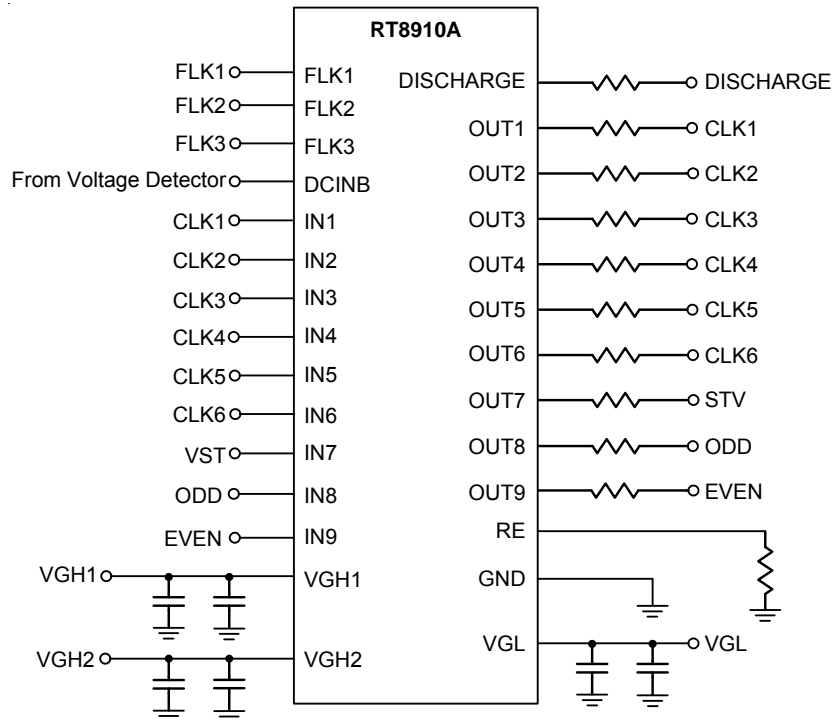 RT8910A
FLK1 FLK1
FLK2 FLK2
FLK3 FLK3
From Voltage Detector DCINB
CLK1 IN1
CLK2 IN2
CLK3 IN3
CLK4 IN4
CLK5 IN5
CLK6 IN6
VST IN7
ODD IN8
EVEN IN9
VGH1 VGH1
VGH2 VGH2
DISCHARGE DISCHARGE
OUT1 CLK1
OUT2 CLK2
OUT3 CLK3
OUT4 CLK4
OUT5 CLK5
OUT6 CLK6
OUT7 STV
OUT8 ODD
OUT9 EVEN
RE
GND
VGL VGL